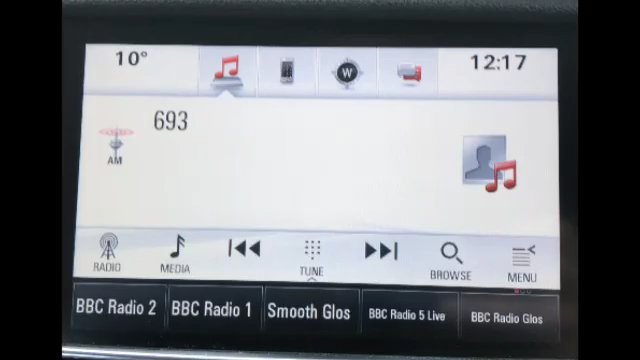 10° 12:17
W
693
AM
RADIO MEDIA TUNE BROWSE MENU
BBC Radio 2 BBC Radio 1 Smooth Glos BBC Radio 5 Live BBC Radio Glos